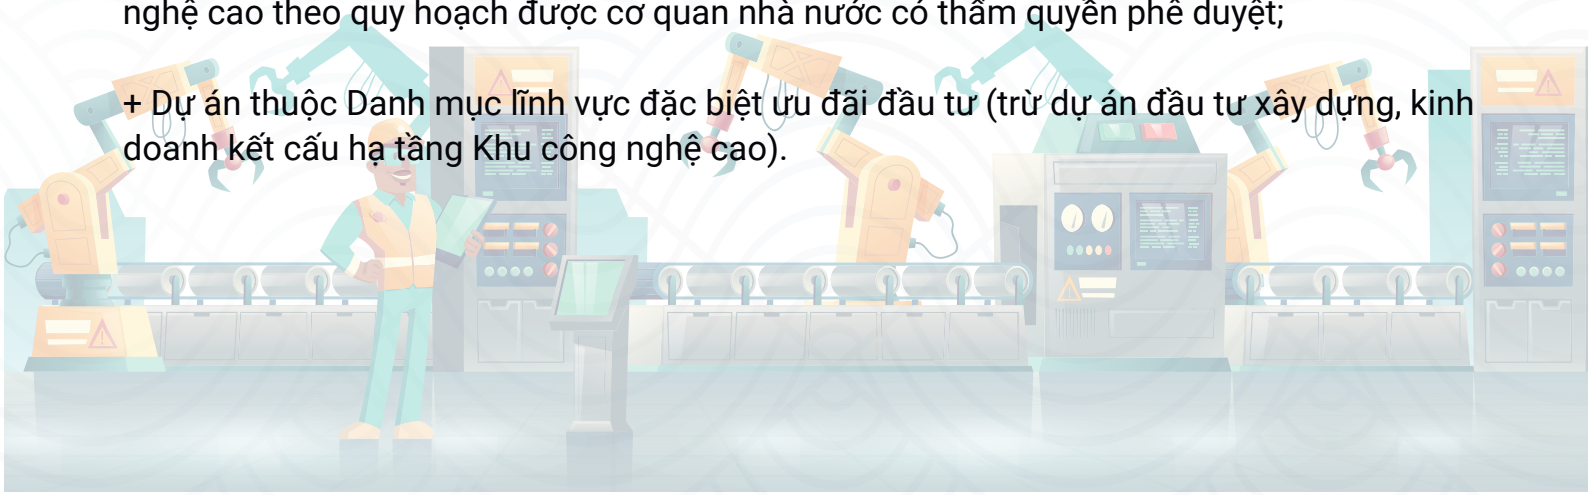 nghệ cao theo quy hoạch được cơ quan nhà nước có thẩm quyền phê duyệt;
+ Dự án thuộc Danh mục lĩnh vực đặc biệt ưu đãi đầu tư (trừ dự án đầu tư xây dựng, kinh
doanh kết cấu hạ tầng Khu công nghệ cao).